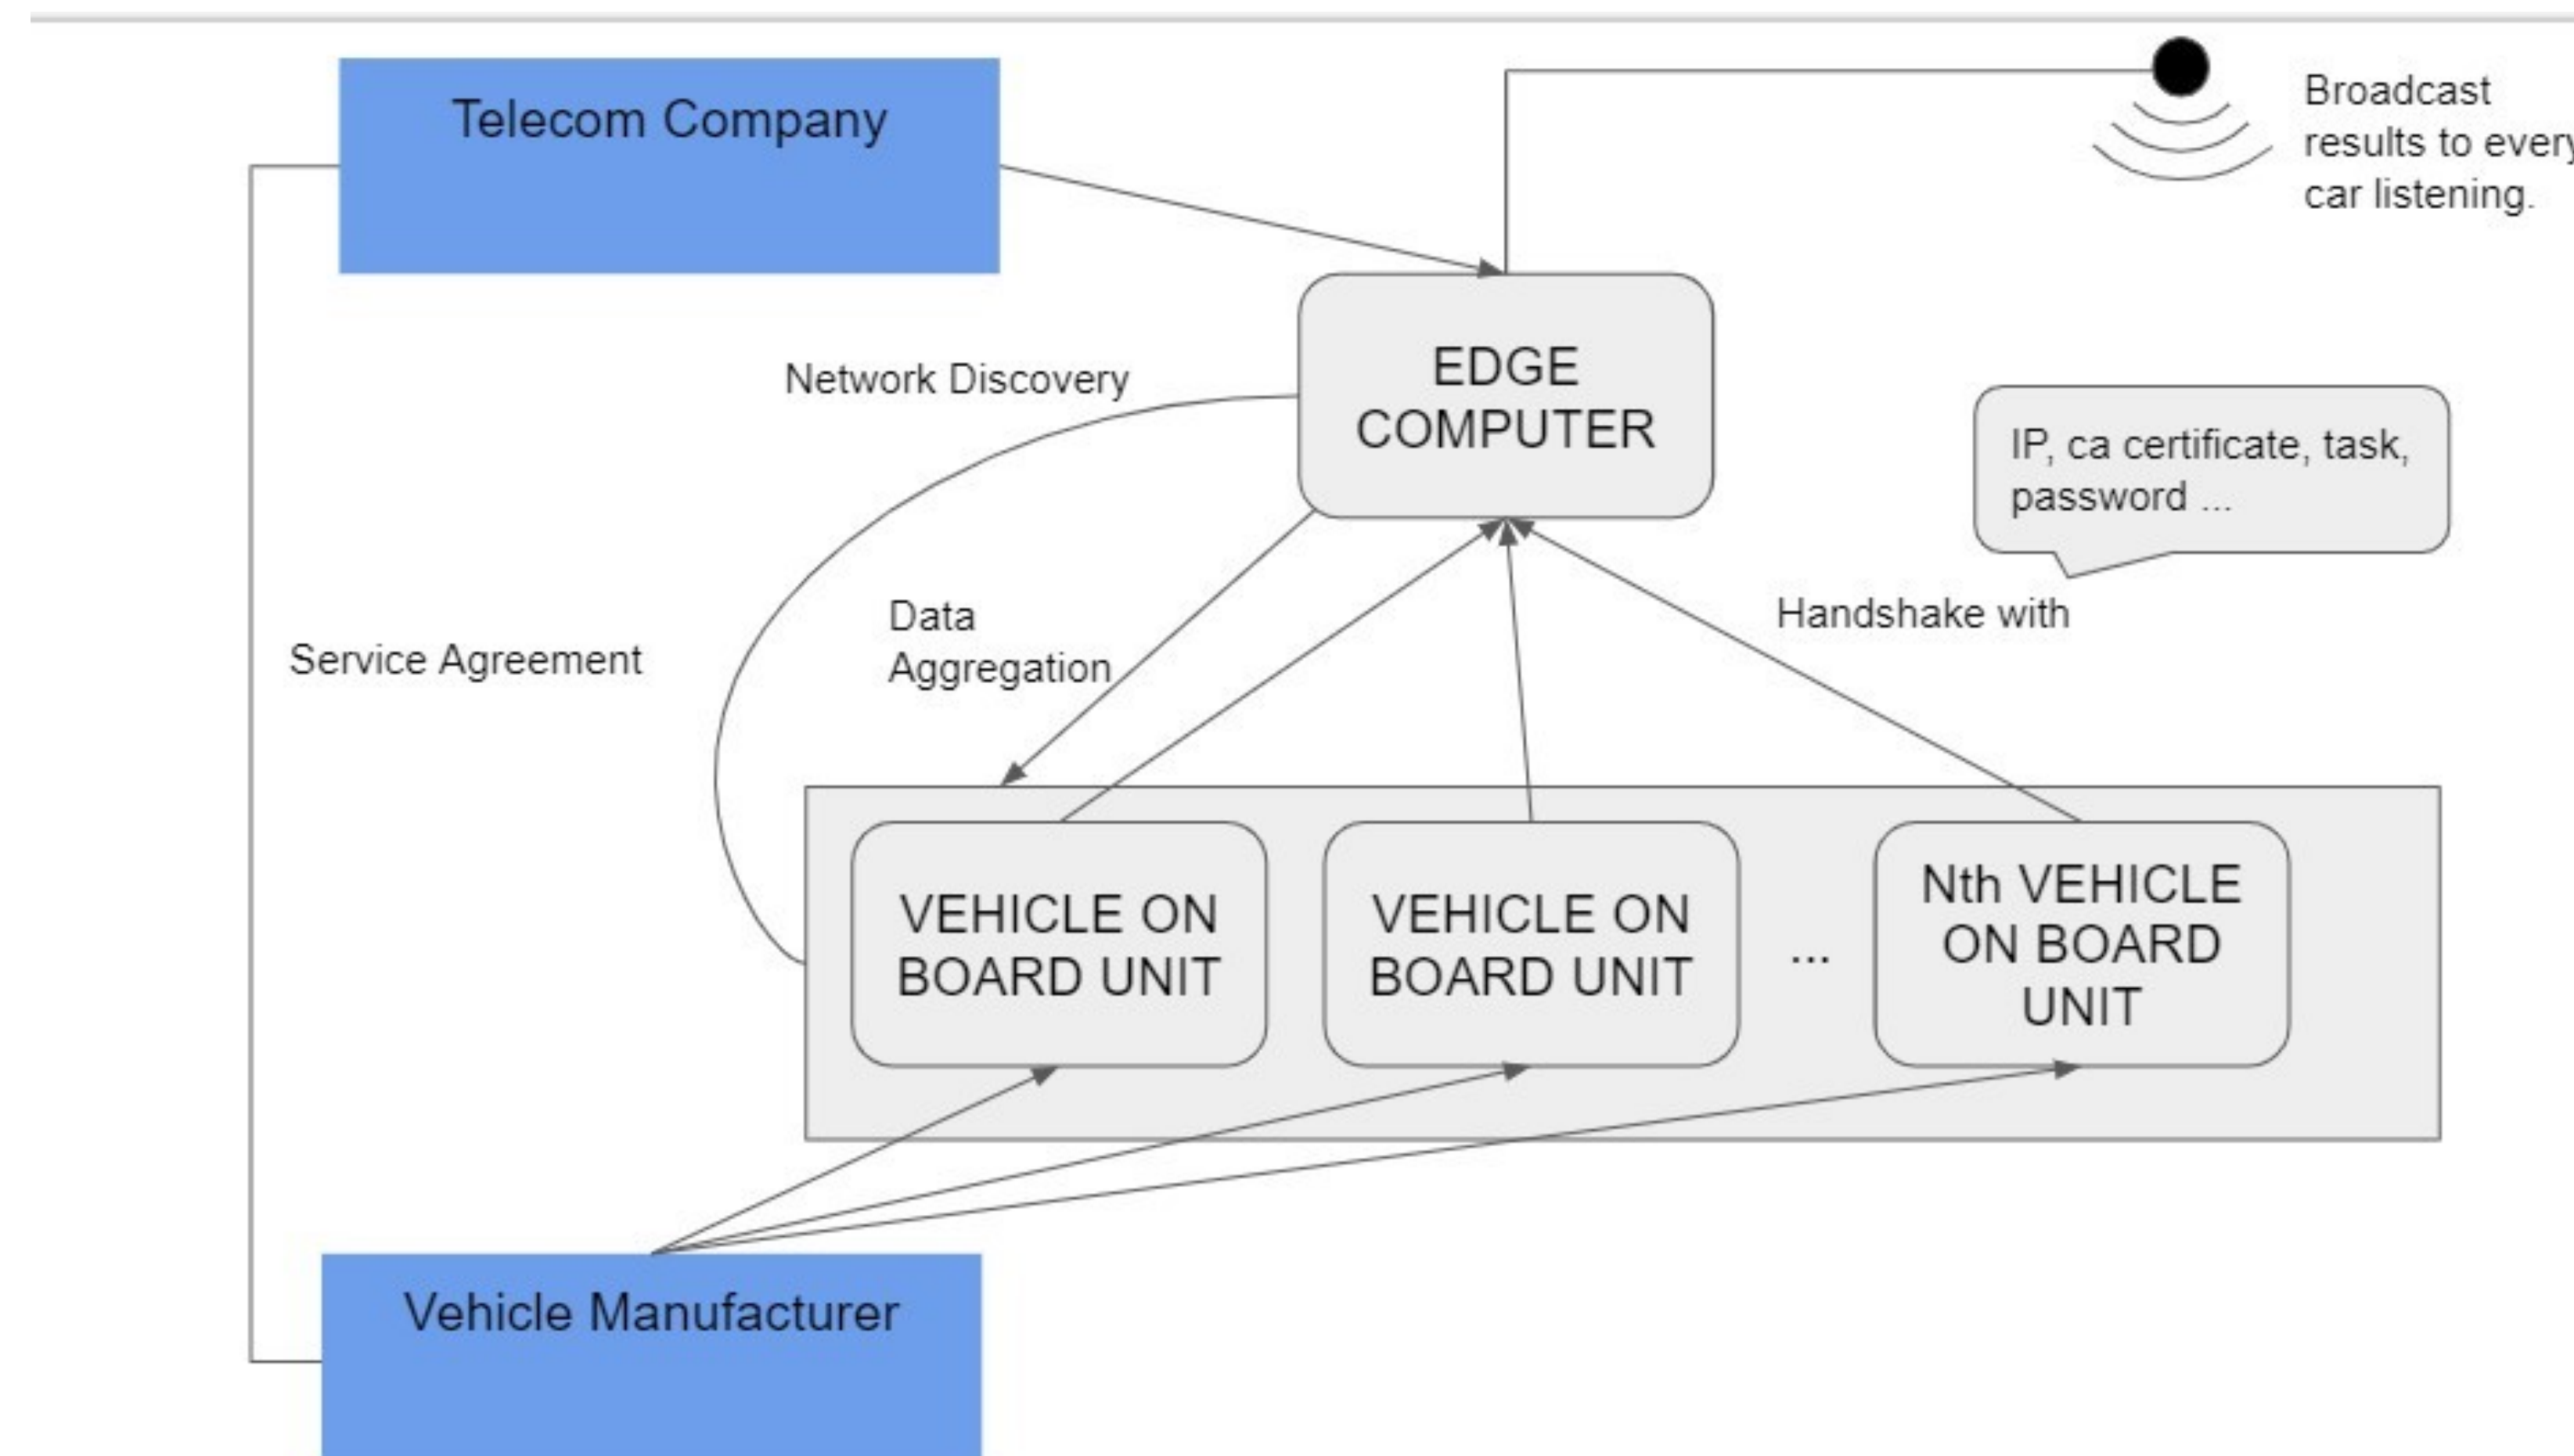 Telecom Company
Broadcast
results to every
car listening.
Network Discovery
EDGE
COMPUTER
IP, ca certificate, task,
password ...
Data
Aggregation
Handshake with
Service Agreement
VEHICLE ON
BOARD UNIT
VEHICLE ON
BOARD UNIT
...
Nth VEHICLE
ON BOARD
UNIT
Vehicle Manufacturer